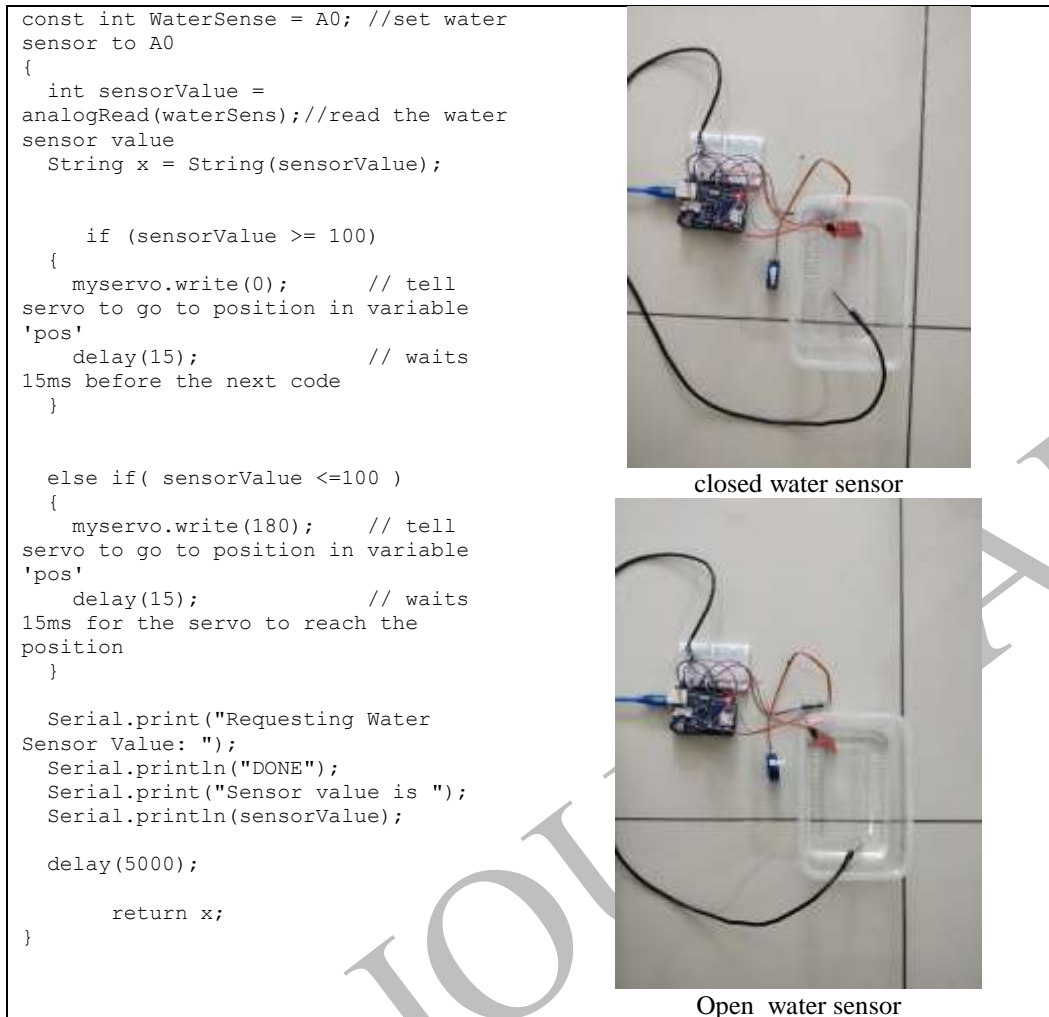 const int WaterSense = A0; //set water
sensor to A0
{
  int sensorValue =
analogRead(waterSens);//read the water
sensor value
  String x = String(sensorValue);
     if (sensorValue >= 100)
  {
    myservo.write(0);      // tell
servo to go to position in variable
'pos'
    delay(15);             // waits
15ms before the next code
  }
  else if( sensorValue <=100 )
  {
    myservo.write(180);    // tell
servo to go to position in variable
'pos'
    delay(15);             // waits
15ms for the servo to reach the
position
  }
  Serial.print("Requesting Water
Sensor Value: ");
  Serial.println("DONE");
  Serial.print("Sensor value is ");
  Serial.println(sensorValue);
  delay(5000);
       return x;
}
closed water sensor
Open  water sensor